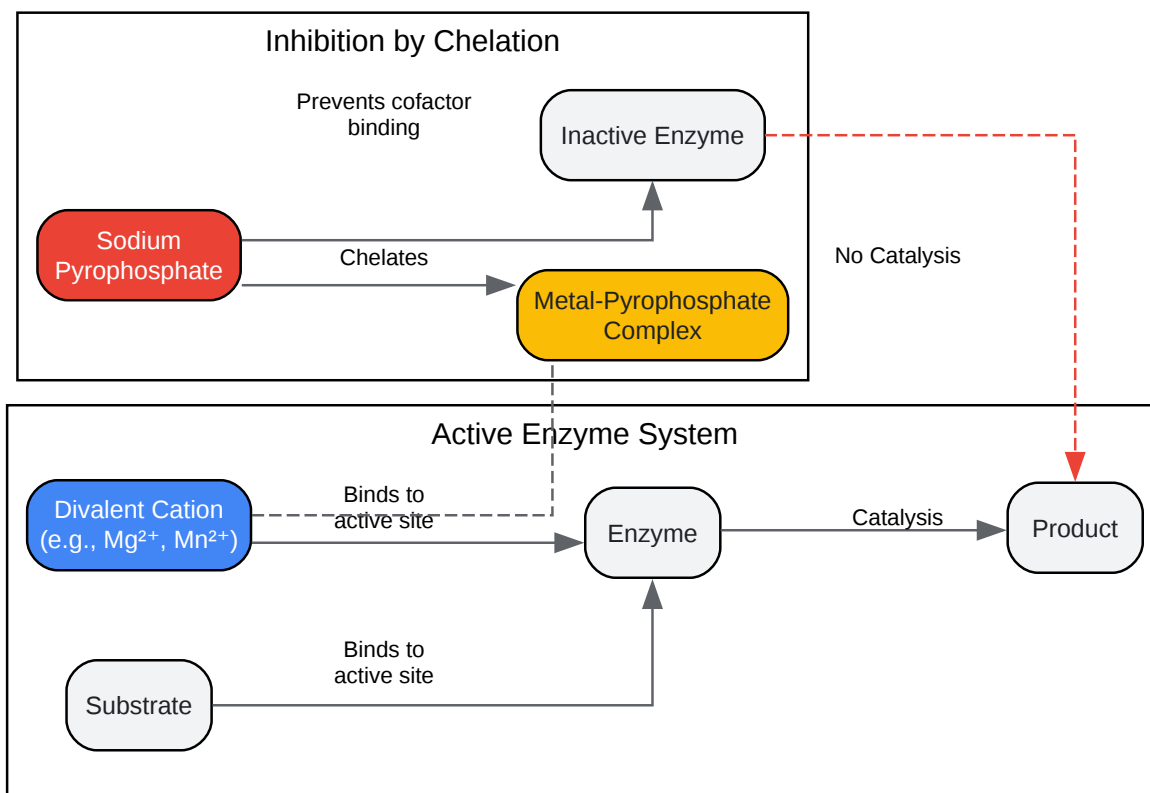 Inhibition by Chelation
Prevents cofactor
binding
Inactive Enzyme
Sodium
Pyrophosphate
Chelates
No Catalysis
Metal-Pyrophosphate
Complex
Active Enzyme System
Divalent Cation
(e.g., Mg²⁺, Mn²⁺)
Binds to
active site
Enzyme
Catalysis
Product
Binds to
active site
Substrate